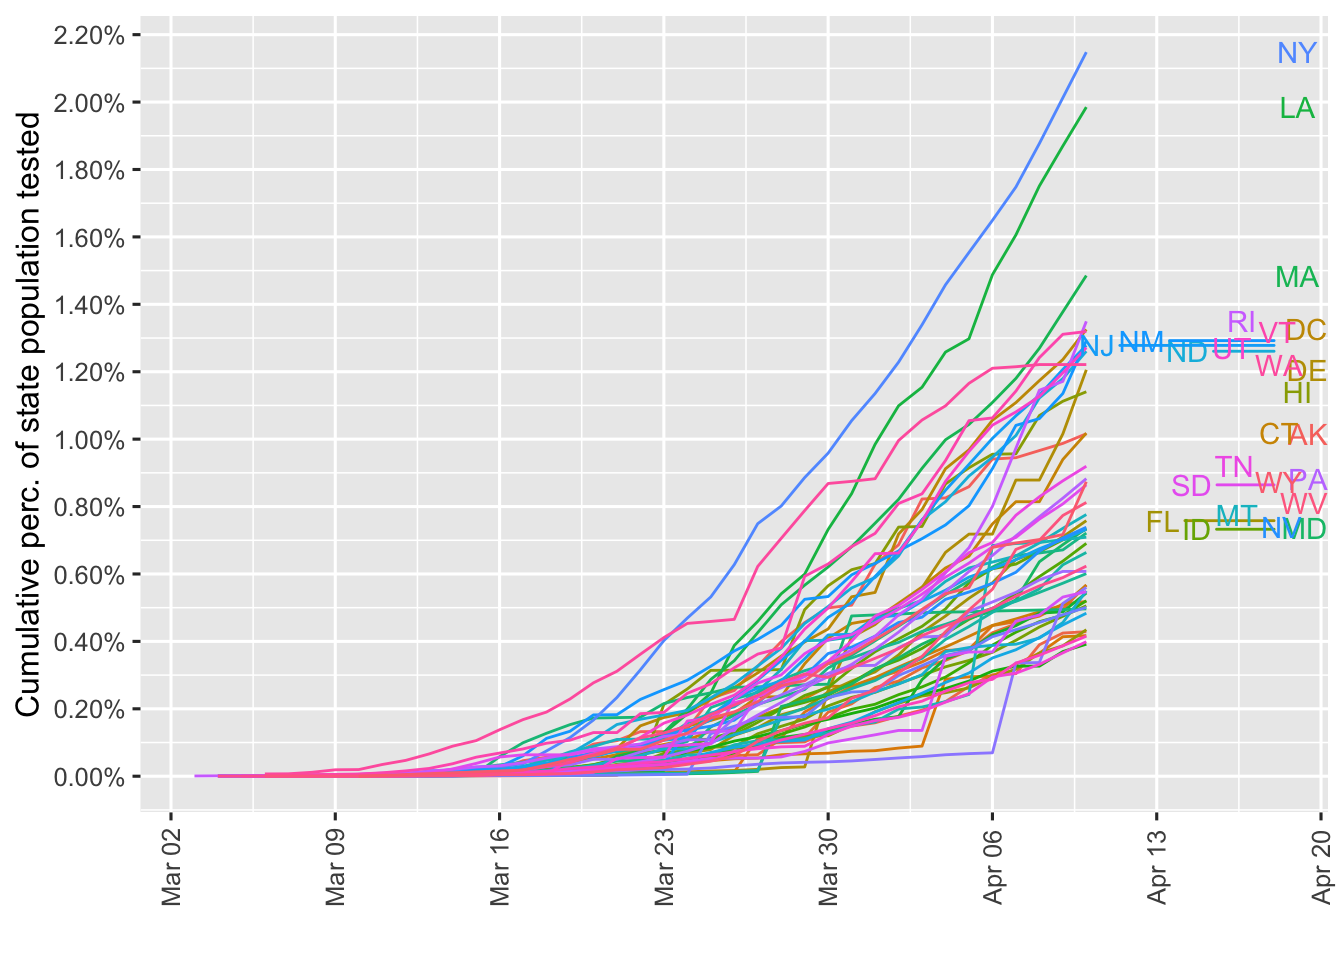 Cumulative perc. of state population tested
2.20%
2.00%
1.80%
1.60%
1.40%
1.20%
1.00%
0.80%
0.60%
0.40%
0.20%
0.00%
NY
LA
MA
RI
VT
DC
NJ
NM
ND
UT
WA
DE
HI
CT
AK
TN
SD
WY
PA
WV
FL
ID
MT
NV
MD
Mar 02
Mar 09
Mar 16
Mar 23
Mar 30
Apr 06
Apr 13
Apr 20